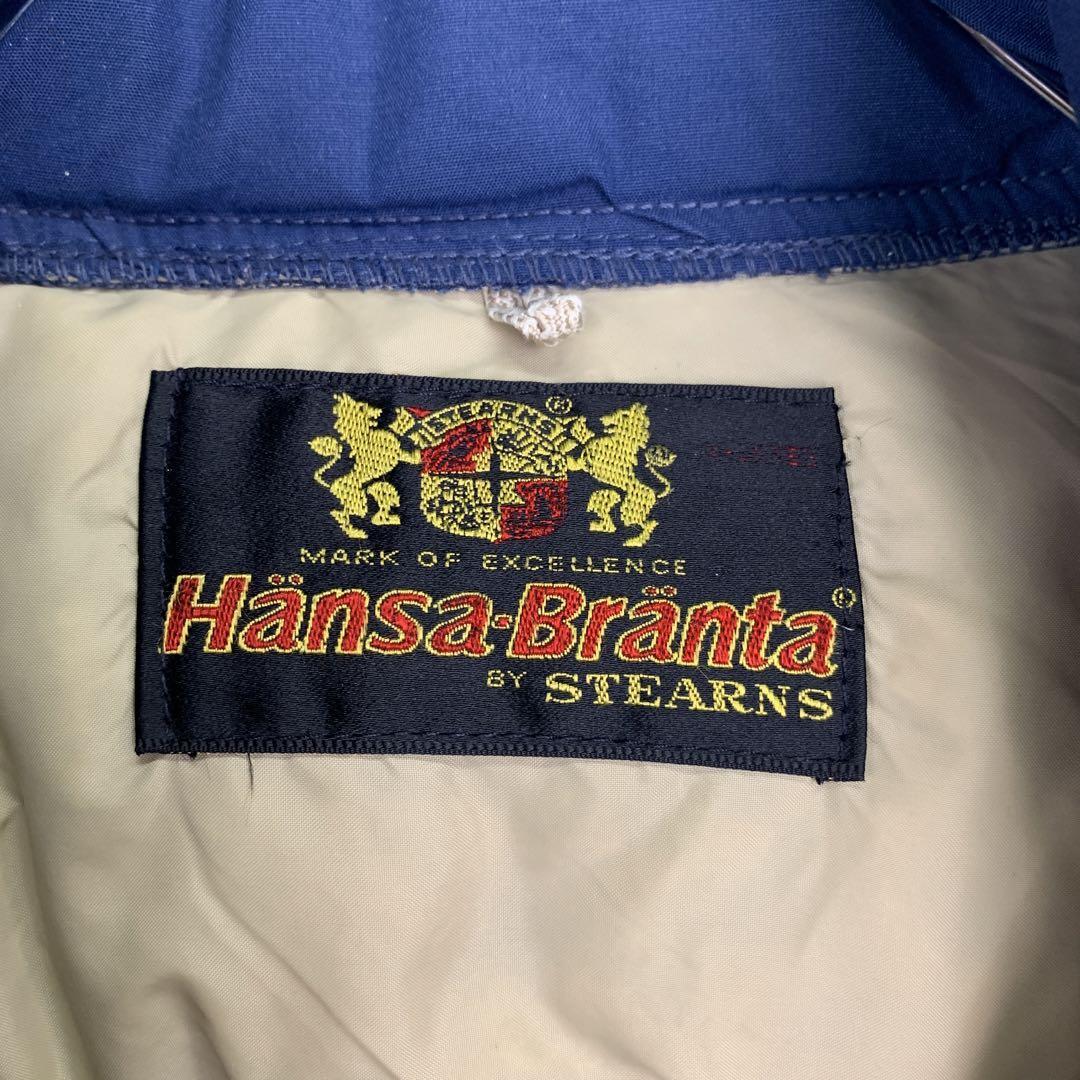 STEARNS ®
MARK OF EXCELLENCE
Hänsa-Bränta ®
BY STEARNS